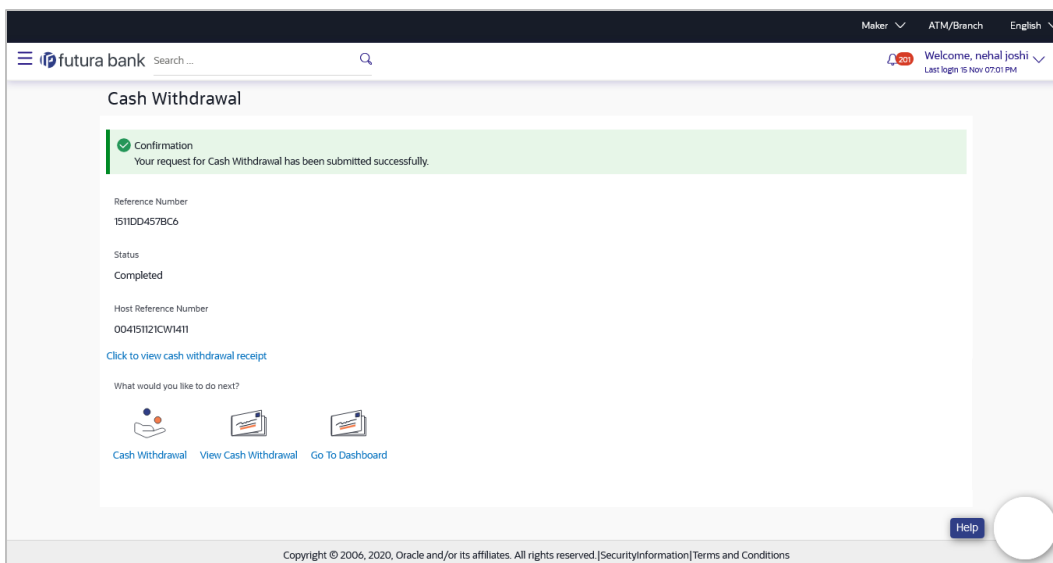 Maker ATM/Branch English
futura bank Search ... 201 Welcome, nehal joshi
Last login 15 Nov 07:01 PM
Cash Withdrawal
Confirmation
Your request for Cash Withdrawal has been submitted successfully.
Reference Number
1511DD457BC6
Status
Completed
Host Reference Number
004151121CW1411
Click to view cash withdrawal receipt
What would you like to do next?
Cash Withdrawal View Cash Withdrawal Go To Dashboard
Help
Copyright © 2006, 2020, Oracle and/or its affiliates. All rights reserved.|SecurityInformation|Terms and Conditions